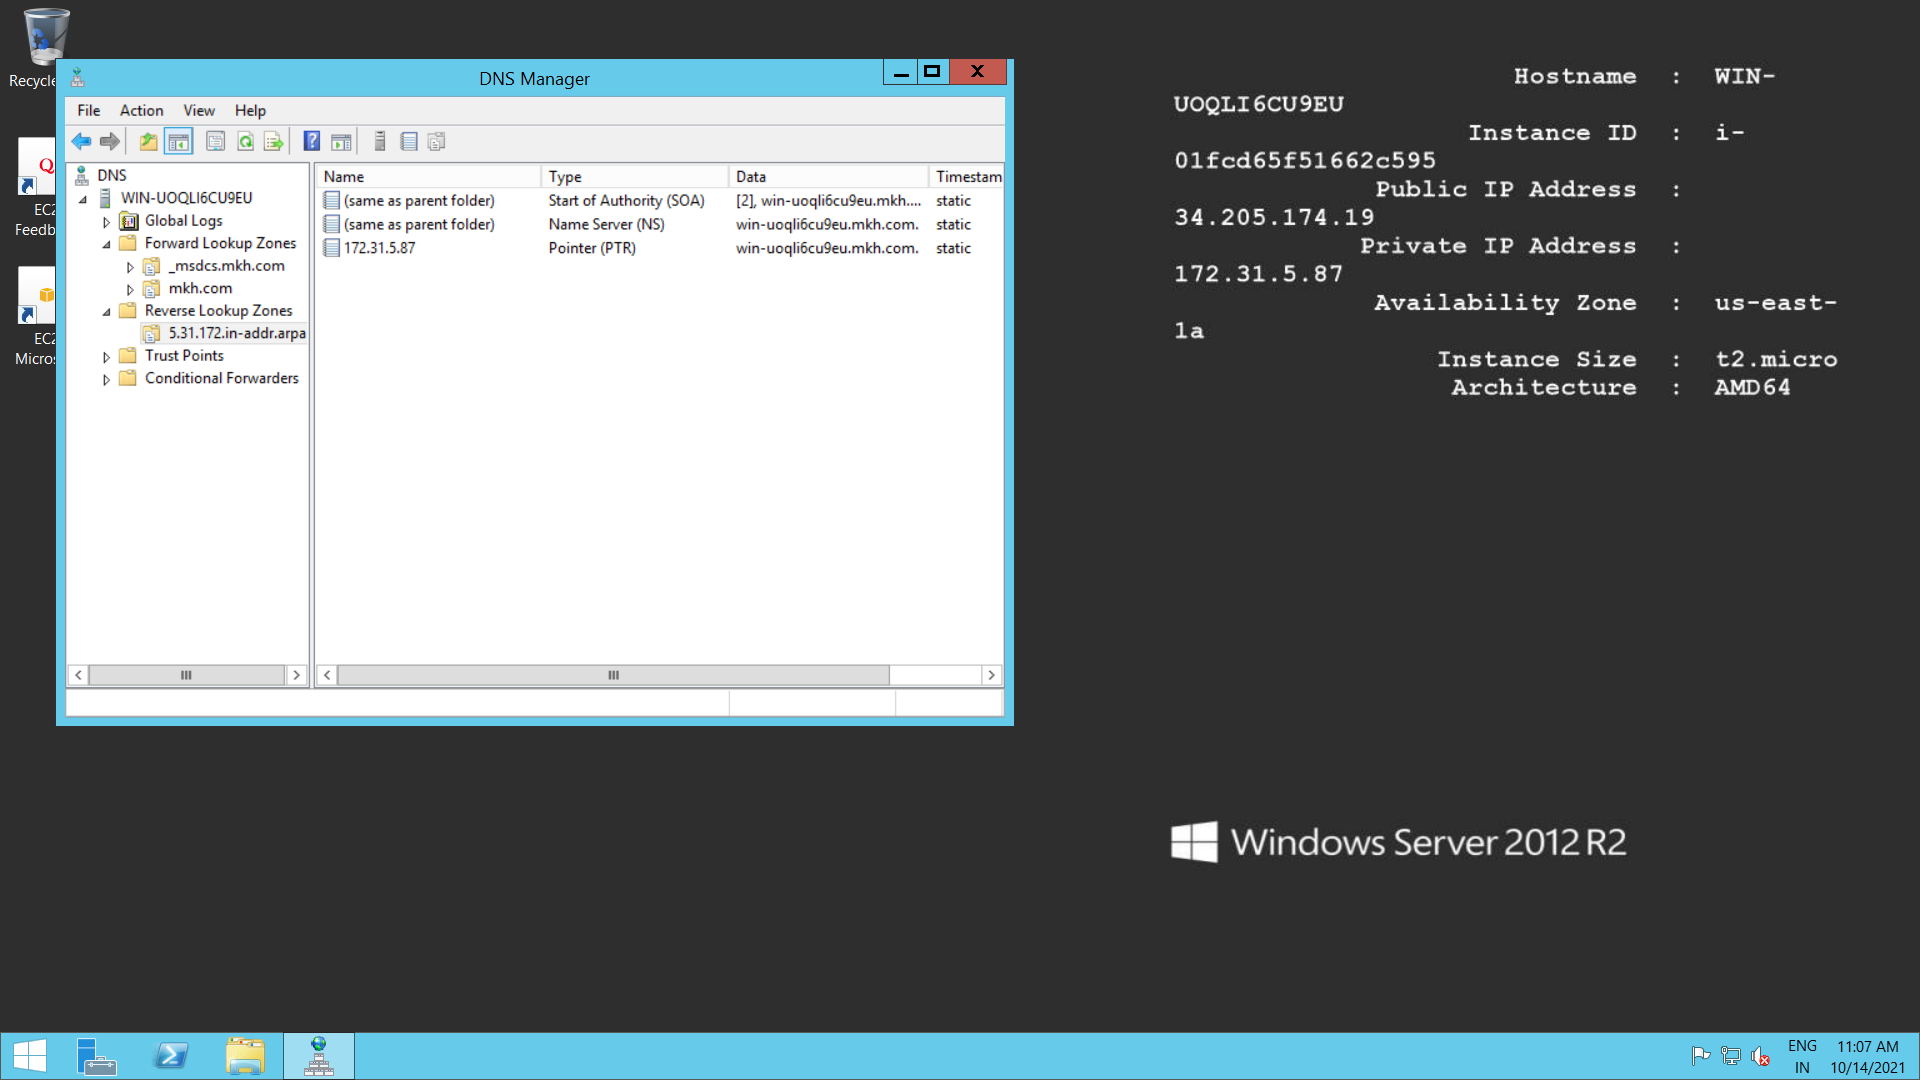 Recycle
EC2
Feedb
EC2
Micros
DNS Manager
File Action View Help
DNS
WIN-UOQLI6CU9EU
Global Logs
Forward Lookup Zones
_msdcs.mkh.com
mkh.com
Reverse Lookup Zones
5.31.172.in-addr.arpa
Trust Points
Conditional Forwarders
Name Type Data Timestam
(same as parent folder) Start of Authority (SOA) [2], win-uoqli6cu9eu.mkh.... static
(same as parent folder) Name Server (NS) win-uoqli6cu9eu.mkh.com. static
172.31.5.87 Pointer (PTR) win-uoqli6cu9eu.mkh.com. static
Hostname : WIN-
UOQLI6CU9EU
Instance ID : i-
01fcd65f51662c595
Public IP Address :
34.205.174.19
Private IP Address :
172.31.5.87
Availability Zone : us-east-
1a
Instance Size : t2.micro
Architecture : AMD64
Windows Server 2012 R2
ENG 11:07 AM
IN 10/14/2021